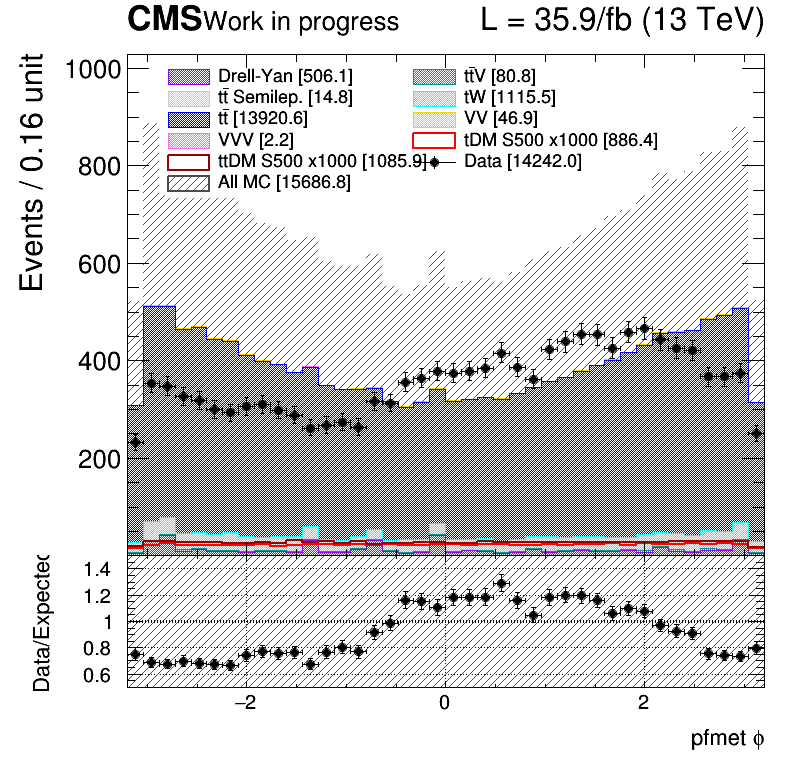 CMS Work in progress L = 35.9/fb (13 TeV)
Events / 0.16 unit
1000
800
600
400
200
Drell-Yan [506.1]
tt̄V [80.8]
tt̄ Semilep. [14.8]
tW [1115.5]
tt̄ [13920.6]
VV [46.9]
VVV [2.2]
tDM S500 x1000 [886.4]
ttDM S500 x1000 [1085.9]
Data [14242.0]
All MC [15686.8]
Data/Expected
1.4
1.2
1
0.8
0.6
−2 0 2
pfmet ϕ